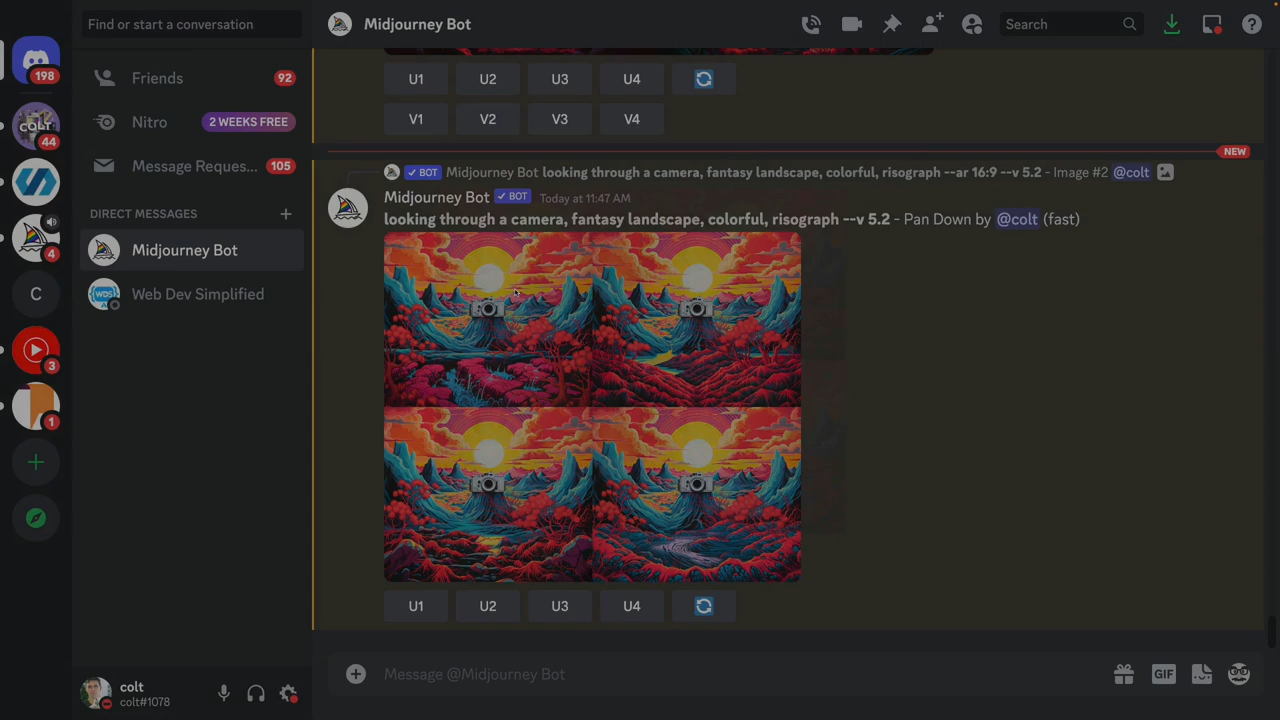 Find or start a conversation
Midjourney Bot
Search
198
Friends
92
Nitro
2 WEEKS FREE
COLT
44
Message Reques...
105
DIRECT MESSAGES
4
Midjourney Bot
C
WDS
Web Dev Simplified
3
1
colt
colt#1078
U1 U2 U3 U4
V1 V2 V3 V4
NEW
BOT Midjourney Bot looking through a camera, fantasy landscape, colorful, risograph --ar 16:9 --v 5.2 - Image #2 @colt
Midjourney Bot BOT Today at 11:47 AM
looking through a camera, fantasy landscape, colorful, risograph --v 5.2 - Pan Down by @colt (fast)
U1 U2 U3 U4
Message @Midjourney Bot
GIF